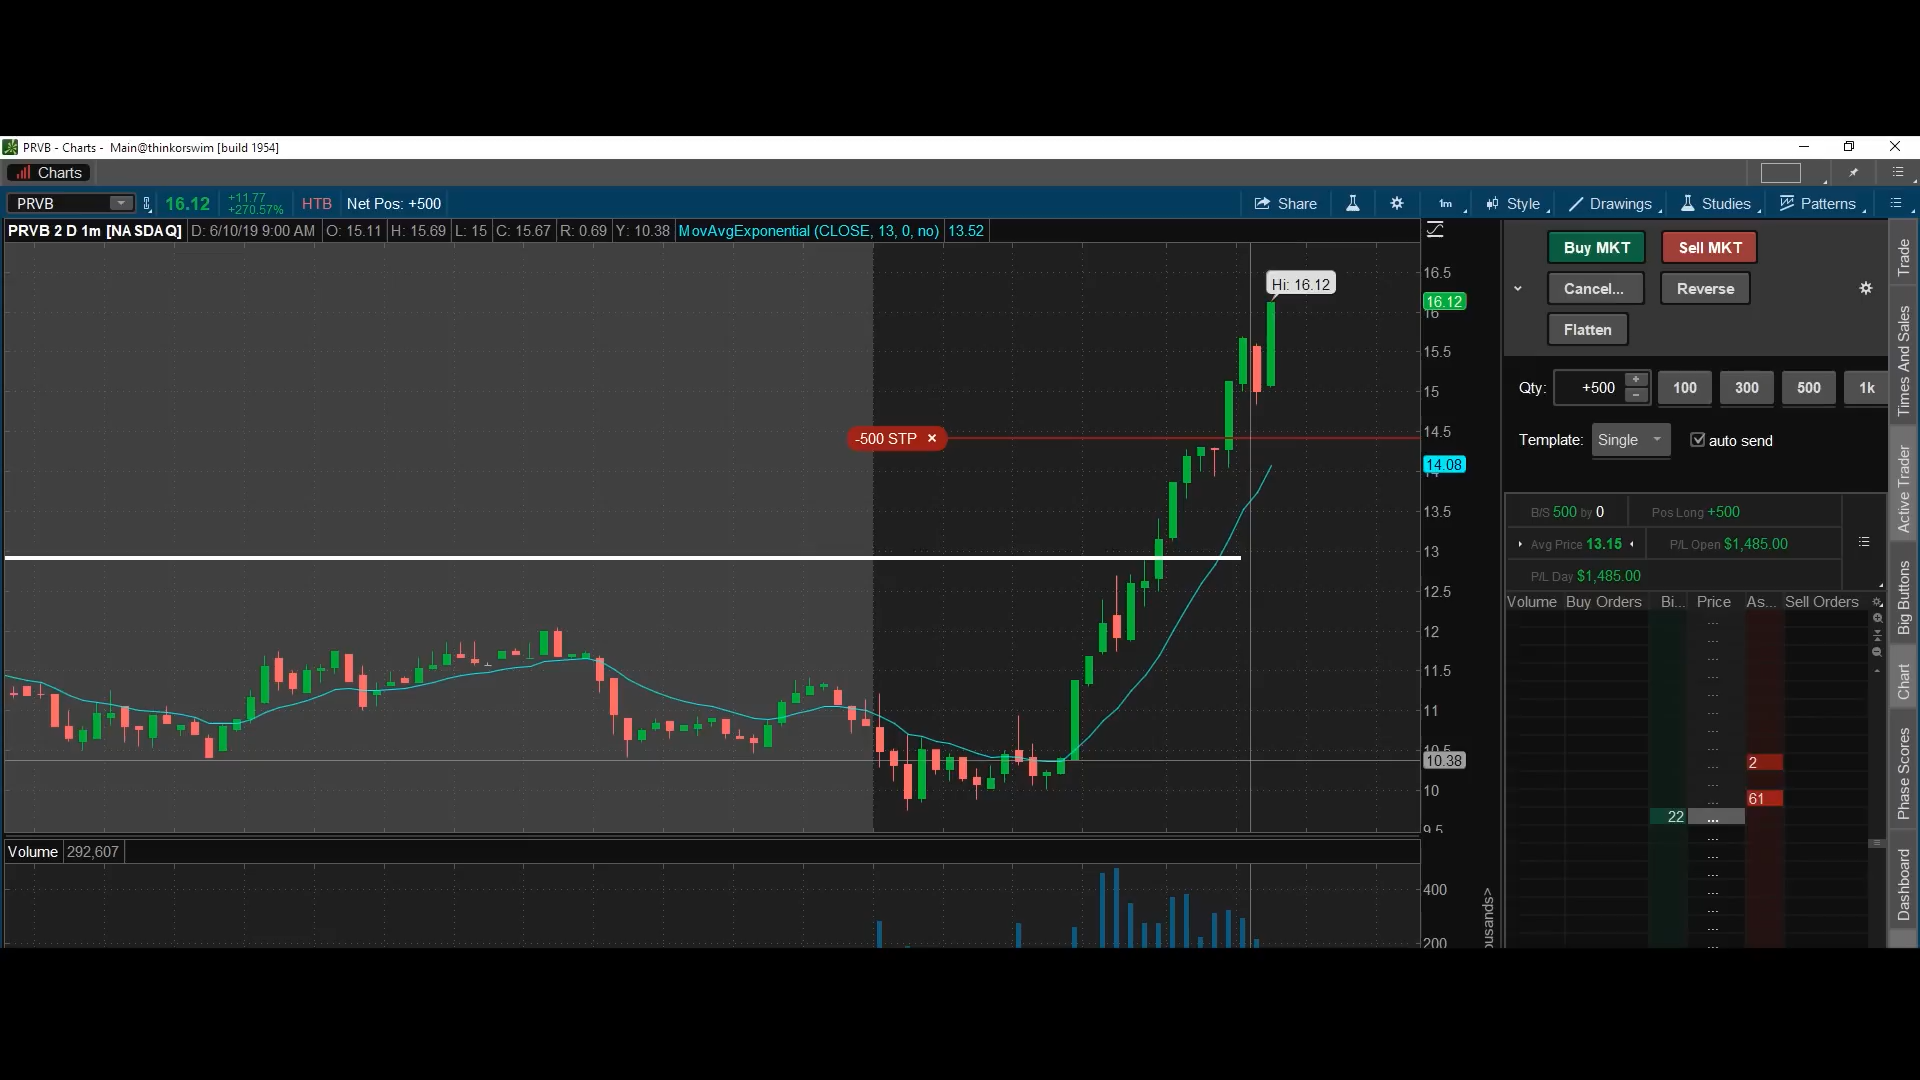 PRVB - Charts - Main@thinkorswim [build 1954]
Charts
PRVB 16.12 +11.77 +270.57% HTB Net Pos: +500 Share 1m Style Drawings Studies Patterns
PRVB 2 D 1m [NASDAQ] D: 6/10/19 9:00 AM O: 15.11 H: 15.69 L: 15 C: 15.67 R: 0.69 Y: 10.38 MovAvgExponential (CLOSE, 13, 0, no) 13.52
Hi: 16.12
-500 STP ×
16.5
16.12
16
15.5
15
14.5
14.08
13.5
13
12.5
12
11.5
11
10.5
10.38
10
9.5
Volume 292,607
400
200
Buy MKT Sell MKT
Cancel... Reverse
Flatten
Qty: +500 100 300 500 1k
Template: Single auto send
B/S 500 by 0 Pos Long +500
Avg Price 13.15 P/L Open $1,485.00
P/L Day $1,485.00
Volume Buy Orders Bi... Price As... Sell Orders
2
61
22 ...
Trade
Times And Sales
Active Trader
Big Buttons
Chart
Phase Scores
Dashboard